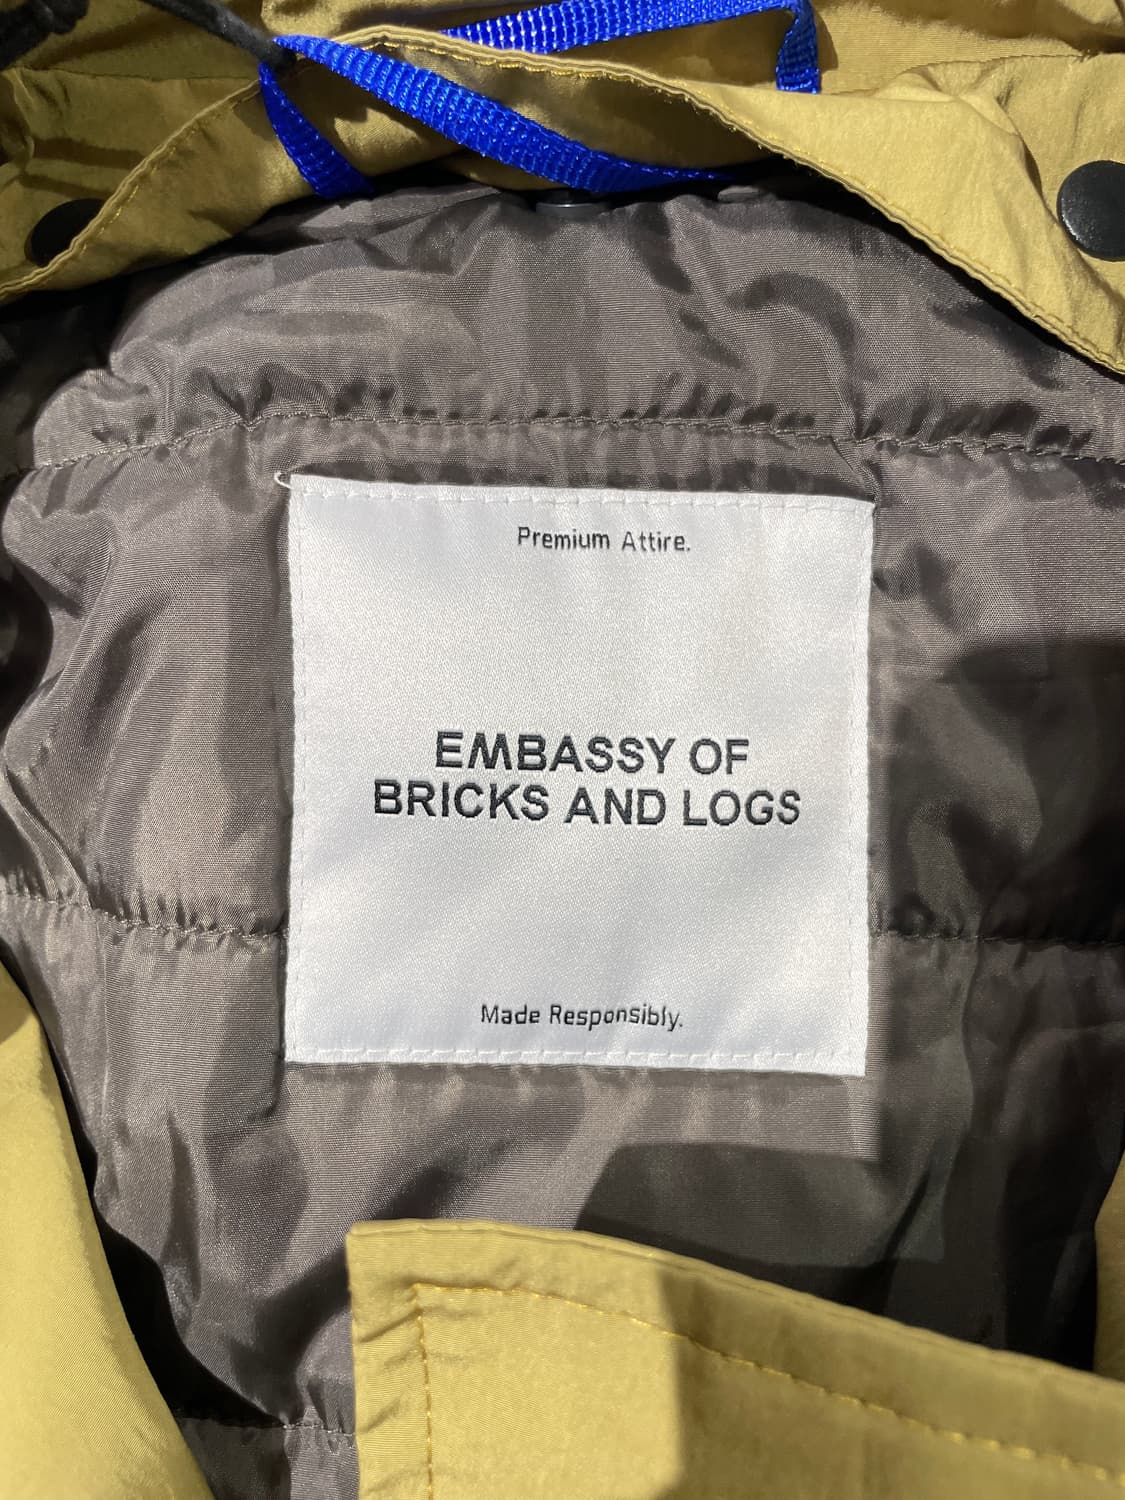 Premium Attire.
EMBASSY OF
BRICKS AND LOGS
Made Responsibly.